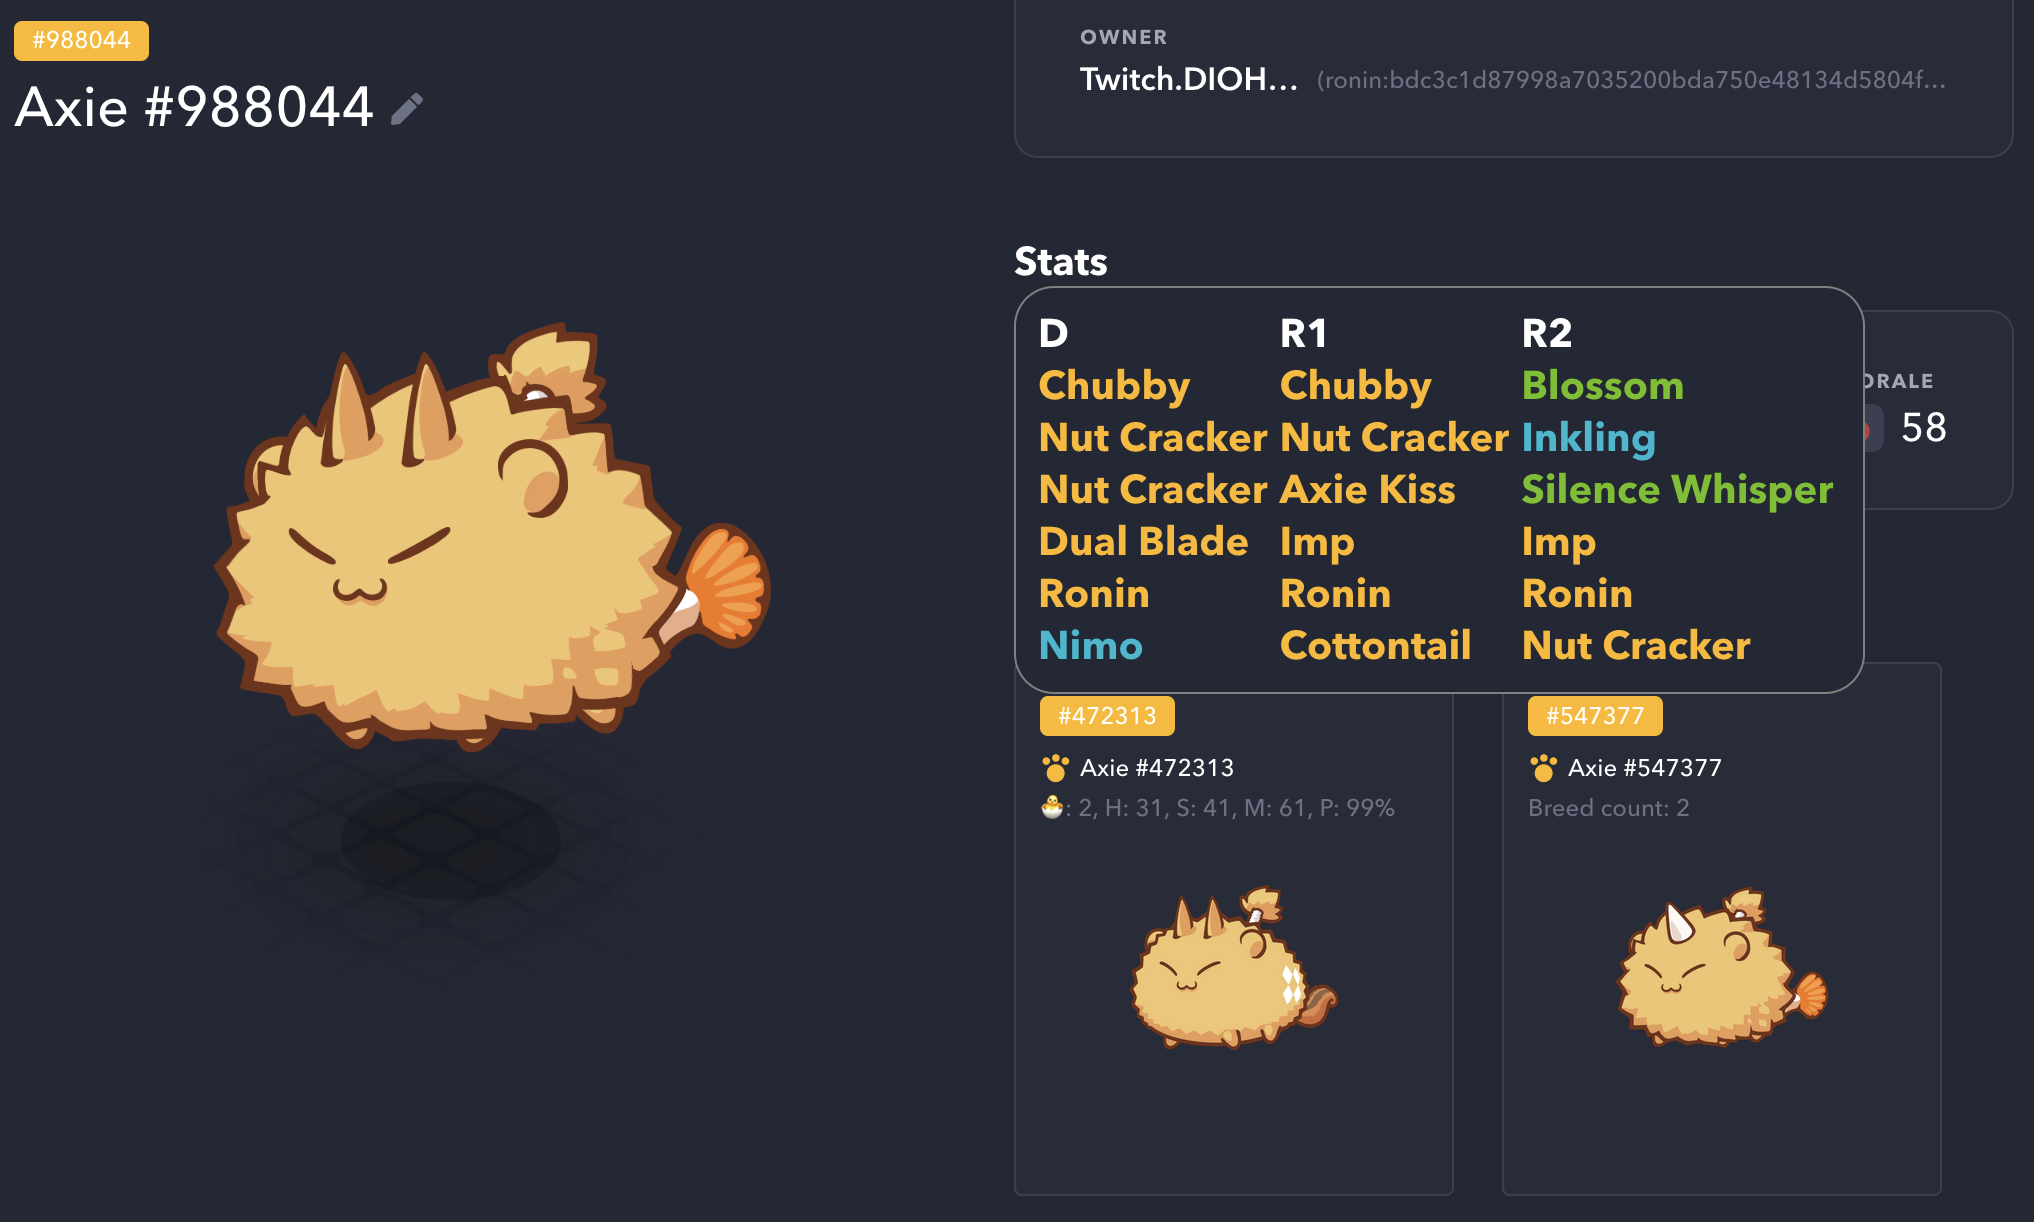 #988044
Axie #988044
OWNER
Twitch.DIOH... (ronin:bdc3c1d87998a7035200bda750e48134d5804f...
Stats
D R1 R2
Chubby Chubby Blossom
Nut Cracker Nut Cracker Inkling
Nut Cracker Axie Kiss Silence Whisper
Dual Blade Imp Imp
Ronin Ronin Ronin
Nimo Cottontail Nut Cracker
ORALE
58
#472313
Axie #472313
: 2, H: 31, S: 41, M: 61, P: 99%
#547377
Axie #547377
Breed count: 2